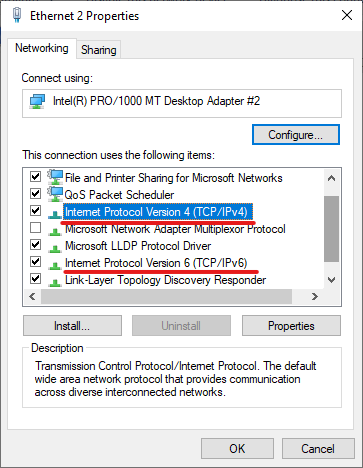 Ethernet 2 Properties
Networking
Sharing
Connect using:
Intel(R) PRO/1000 MT Desktop Adapter #2
Configure...
This connection uses the following items:
File and Printer Sharing for Microsoft Networks
QoS Packet Scheduler
Internet Protocol Version 4 (TCP/IPv4)
Microsoft Network Adapter Multiplexor Protocol
Microsoft LLDP Protocol Driver
Internet Protocol Version 6 (TCP/IPv6)
Link-Layer Topology Discovery Responder
Install...
Uninstall
Properties
Description
Transmission Control Protocol/Internet Protocol. The default
wide area network protocol that provides communication
across diverse interconnected networks.
OK
Cancel